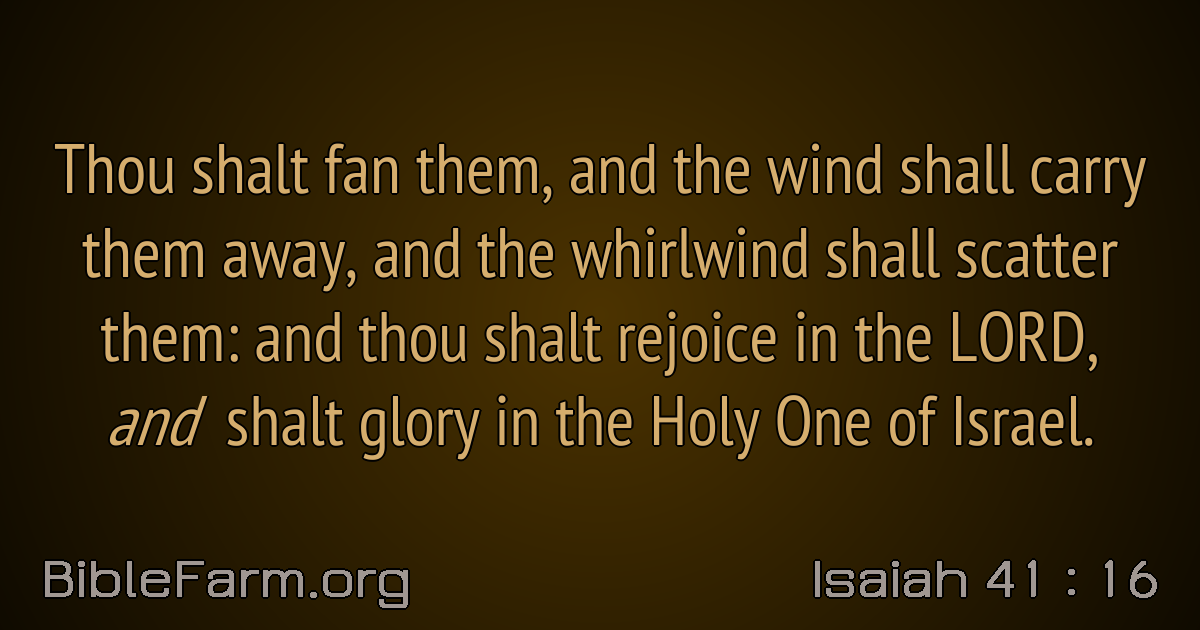 Thou shalt fan them, and the wind shall carry
them away, and the whirlwind shall scatter
them: and thou shalt rejoice in the LORD,
and shalt glory in the Holy One of Israel.
BibleFarm.org
Isaiah 41 : 16